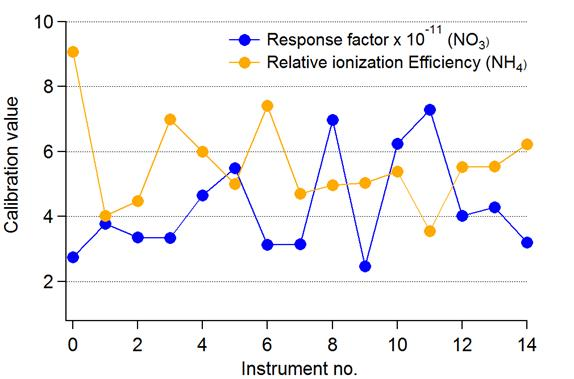 10
Response factor x 10⁻¹¹ (NO₃)
Relative ionization Efficiency (NH₄)
8
6
4
2
Calibration value
0 2 4 6 8 10 12 14
Instrument no.